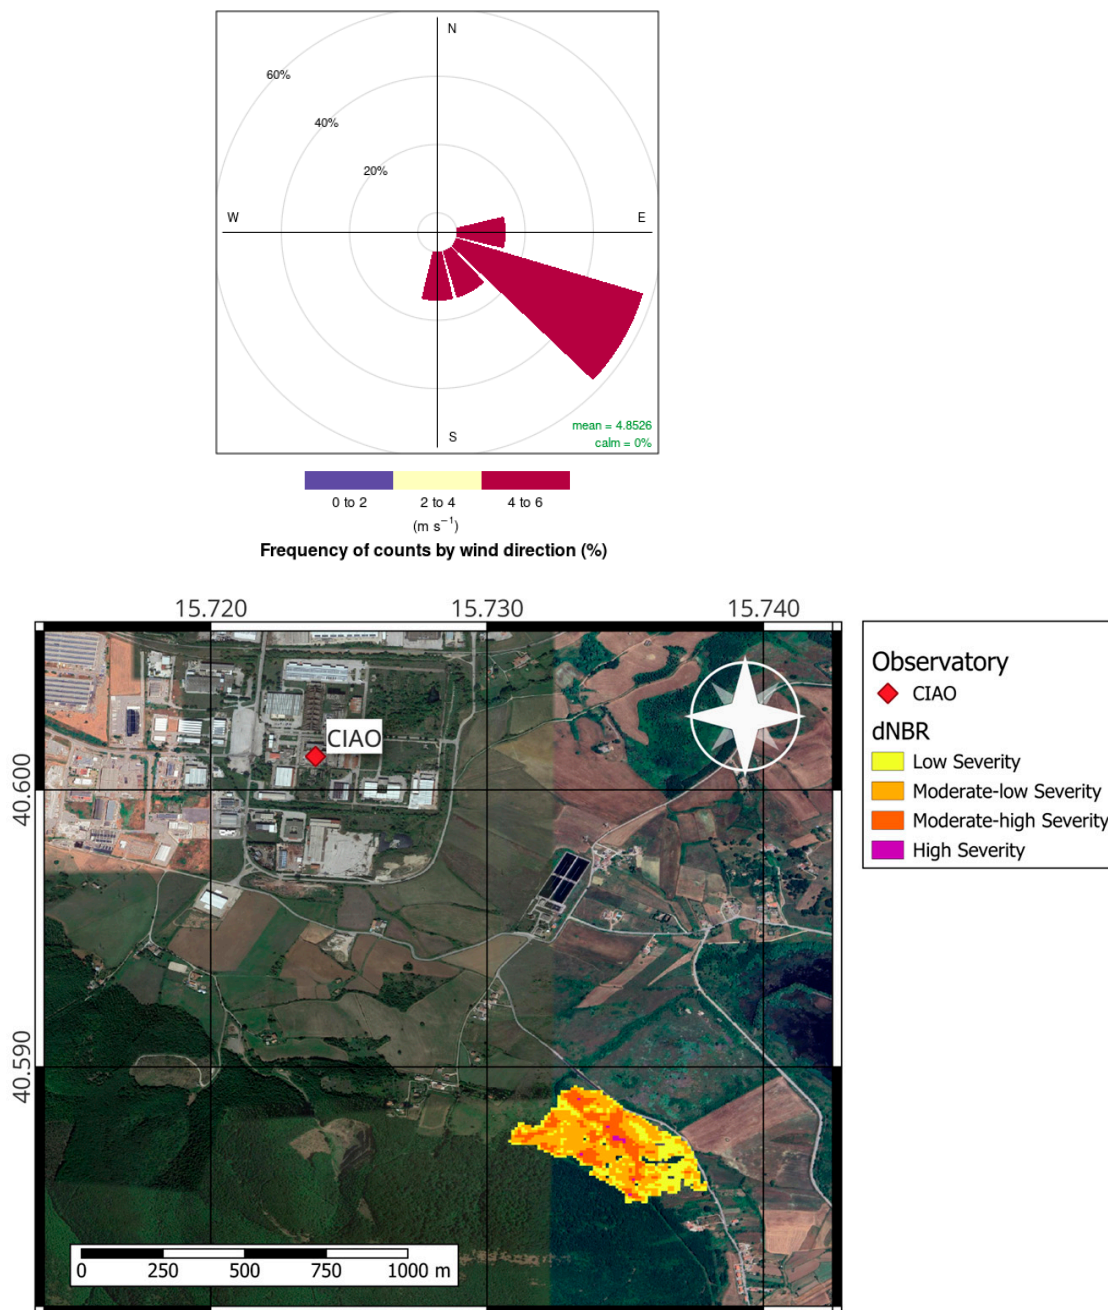 N
60%
40%
20%
W
E
S
mean = 4.8526
calm = 0%
0 to 2
2 to 4
4 to 6
(m s⁻¹)
Frequency of counts by wind direction (%)
15.720
15.730
15.740
Observatory
CIAO
dNBR
Low Severity
Moderate-low Severity
Moderate-high Severity
High Severity
CIAO
40.600
40.590
0
250
500
750
1000 m